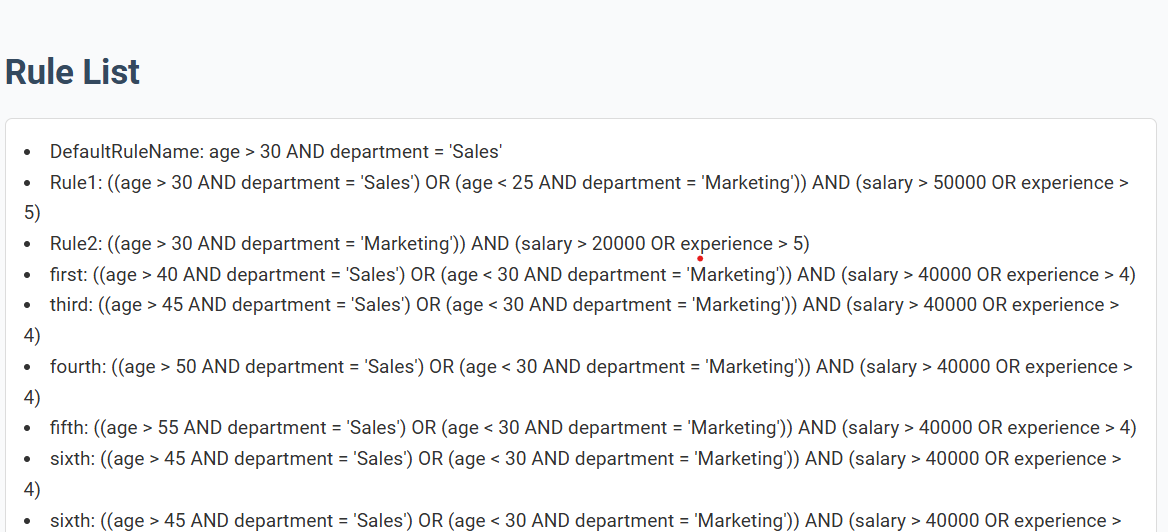 Rule List
• DefaultRuleName: age > 30 AND department = 'Sales'
• Rule1: ((age > 30 AND department = 'Sales') OR (age < 25 AND department = 'Marketing')) AND (salary > 50000 OR experience >
5)
• Rule2: ((age > 30 AND department = 'Marketing')) AND (salary > 20000 OR experience > 5)
• first: ((age > 40 AND department = 'Sales') OR (age < 30 AND department = 'Marketing')) AND (salary > 40000 OR experience > 4)
• third: ((age > 45 AND department = 'Sales') OR (age < 30 AND department = 'Marketing')) AND (salary > 40000 OR experience >
4)
• fourth: ((age > 50 AND department = 'Sales') OR (age < 30 AND department = 'Marketing')) AND (salary > 40000 OR experience >
4)
• fifth: ((age > 55 AND department = 'Sales') OR (age < 30 AND department = 'Marketing')) AND (salary > 40000 OR experience > 4)
• sixth: ((age > 45 AND department = 'Sales') OR (age < 30 AND department = 'Marketing')) AND (salary > 40000 OR experience >
4)
• sixth: ((age > 45 AND department = 'Sales') OR (age < 30 AND department = 'Marketing')) AND (salary > 40000 OR experience >